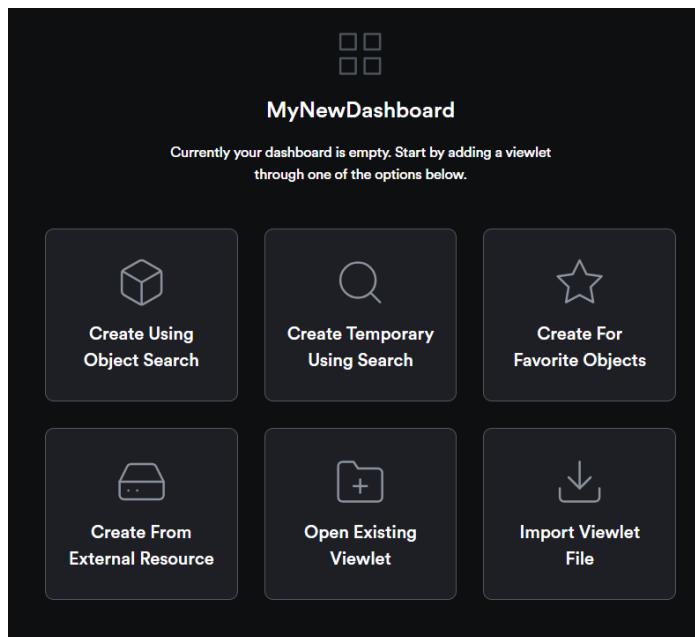 MyNewDashboard
Currently your dashboard is empty. Start by adding a viewlet
through one of the options below.
Create Using
Object Search
Create Temporary
Using Search
Create For
Favorite Objects
Create From
External Resource
Open Existing
Viewlet
Import Viewlet
File